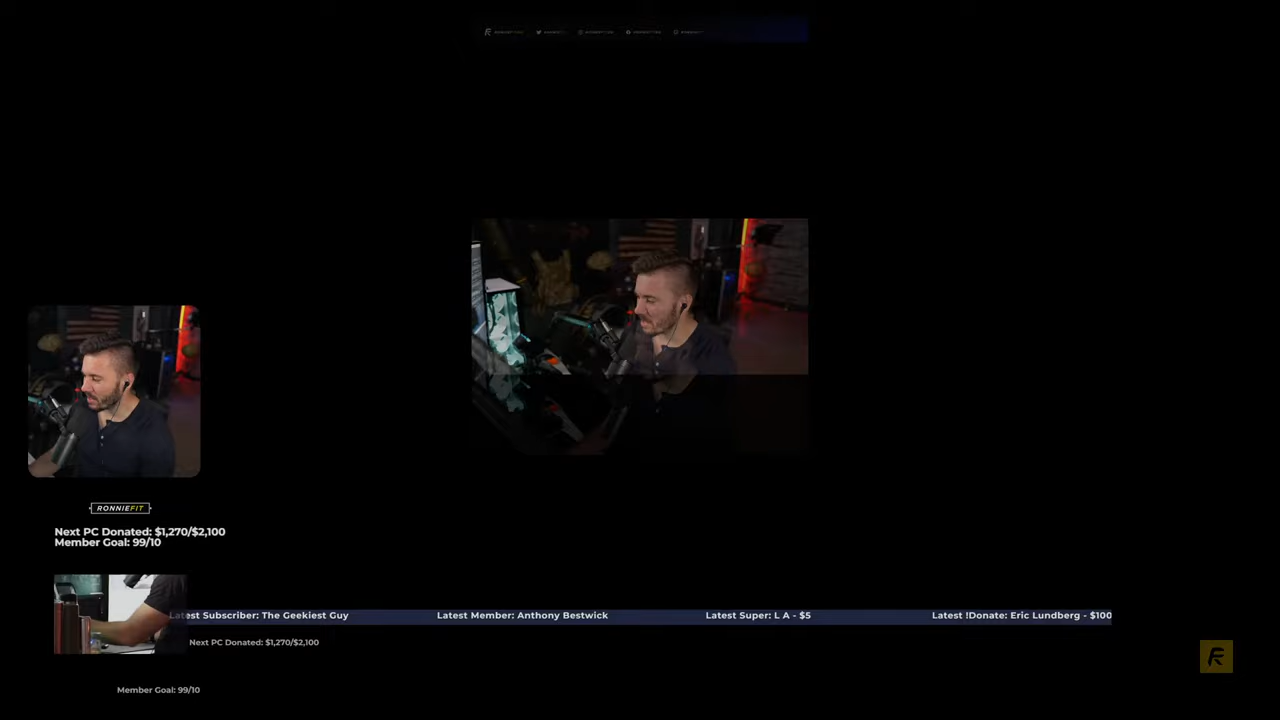 RONNIEFIT
Next PC Donated: $1,270/$2,100
Member Goal: 99/10
Latest Subscriber: The Geekiest Guy
Latest Member: Anthony Bestwick
Latest Super: L A - $5
Latest !Donate: Eric Lundberg - $100
Next PC Donated: $1,270/$2,100
Member Goal: 99/10